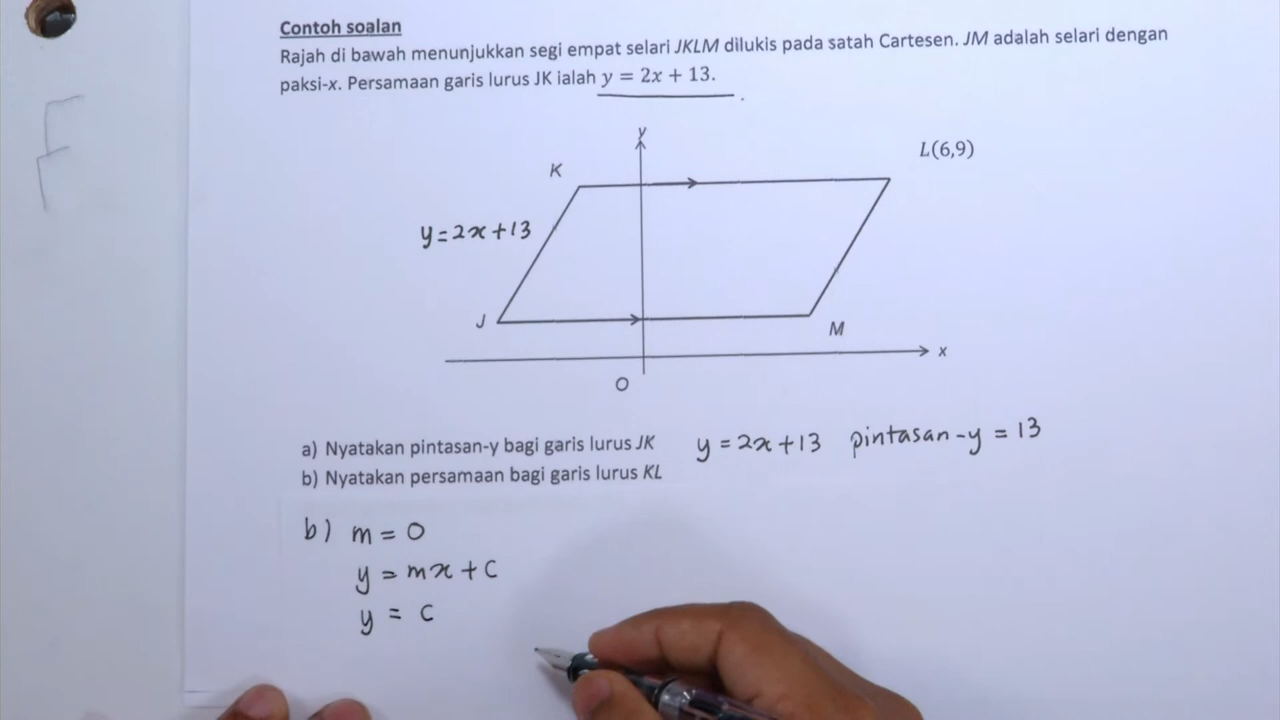 Contoh soalan
Rajah di bawah menunjukkan segi empat selari JKLM dilukis pada satah Cartesen. JM adalah selari dengan
paksi-x. Persamaan garis lurus JK ialah y = 2x + 13.
y
K
L(6,9)
y = 2x + 13
J
M
x
O
a) Nyatakan pintasan-y bagi garis lurus JK y = 2x + 13 pintasan-y = 13
b) Nyatakan persamaan bagi garis lurus KL
b) m = 0
y = mx + c
y = c